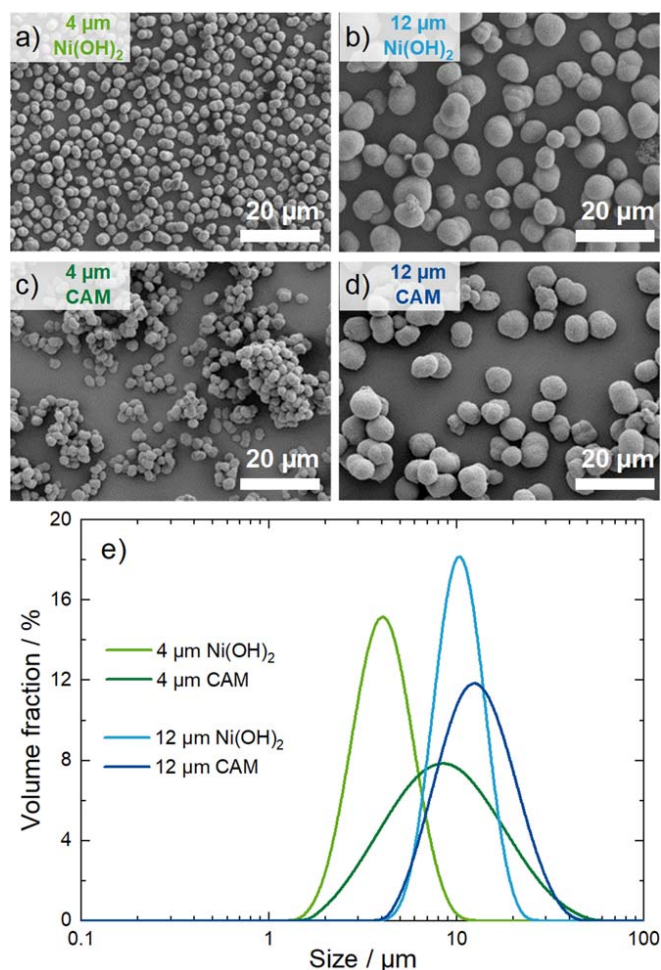 a)
4 µm
Ni(OH)₂
20 µm
b)
12 µm
Ni(OH)₂
20 µm
c)
4 µm
CAM
20 µm
d)
12 µm
CAM
20 µm
e)
20
16
12
8
4
0
Volume fraction / %
4 µm Ni(OH)₂
4 µm CAM
12 µm Ni(OH)₂
12 µm CAM
0.1
1
10
100
Size / µm